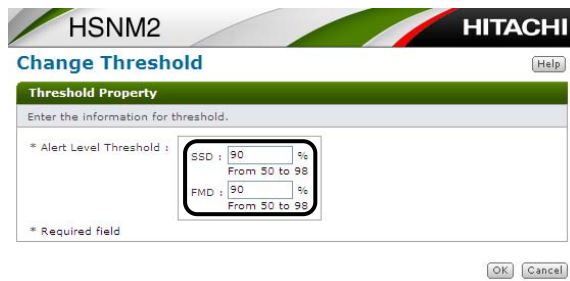 HSNM2
HITACHI
Change Threshold
Help
Threshold Property
Enter the information for threshold.
* Alert Level Threshold :
SSD : 90 %
From 50 to 98
FMD : 90 %
From 50 to 98
* Required field
OK Cancel